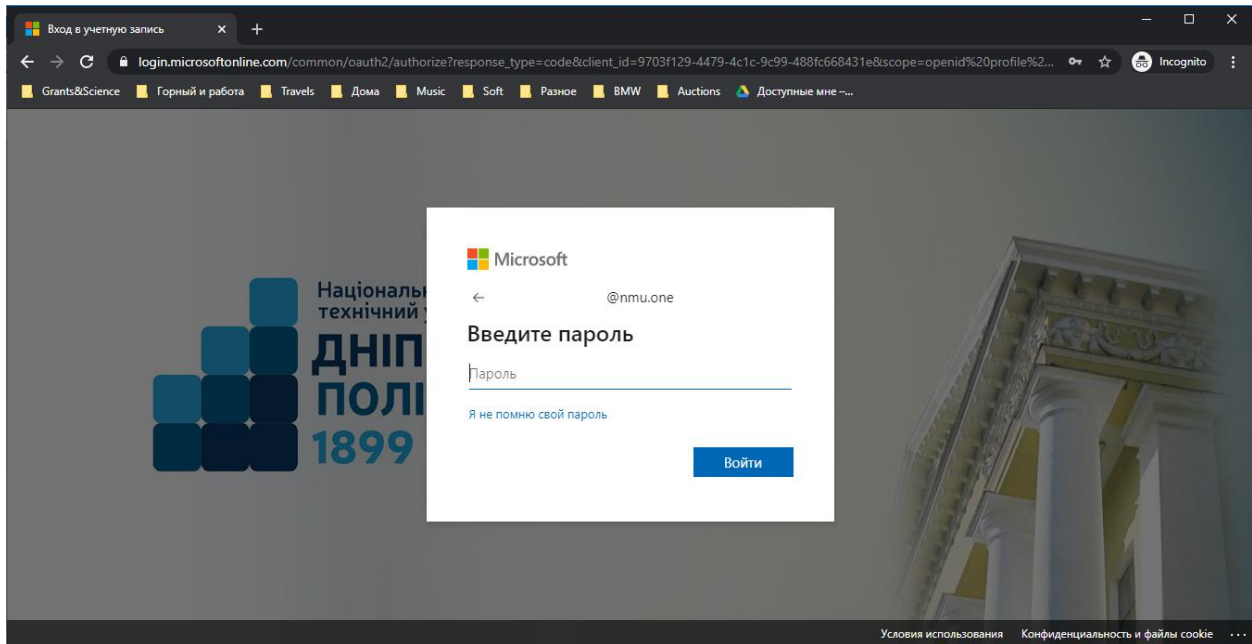 Вход в учетную запись
login.microsoftonline.com/common/oauth2/authorize?response_type=code&client_id=9703f129-4479-4c1c-9c99-488fc668431e&scope=openid%20profile%2...
Incognito
Grants&Science Горный и работа Travels Дома Music Soft Разное BMW Auctions Доступные мне –...
Microsoft
@nmu.one
Введите пароль
Пароль
Я не помню свой пароль
Войти
технічний
ДНІП
ПОЛІ
1899
Условия использования Конфиденциальность и файлы cookie ...